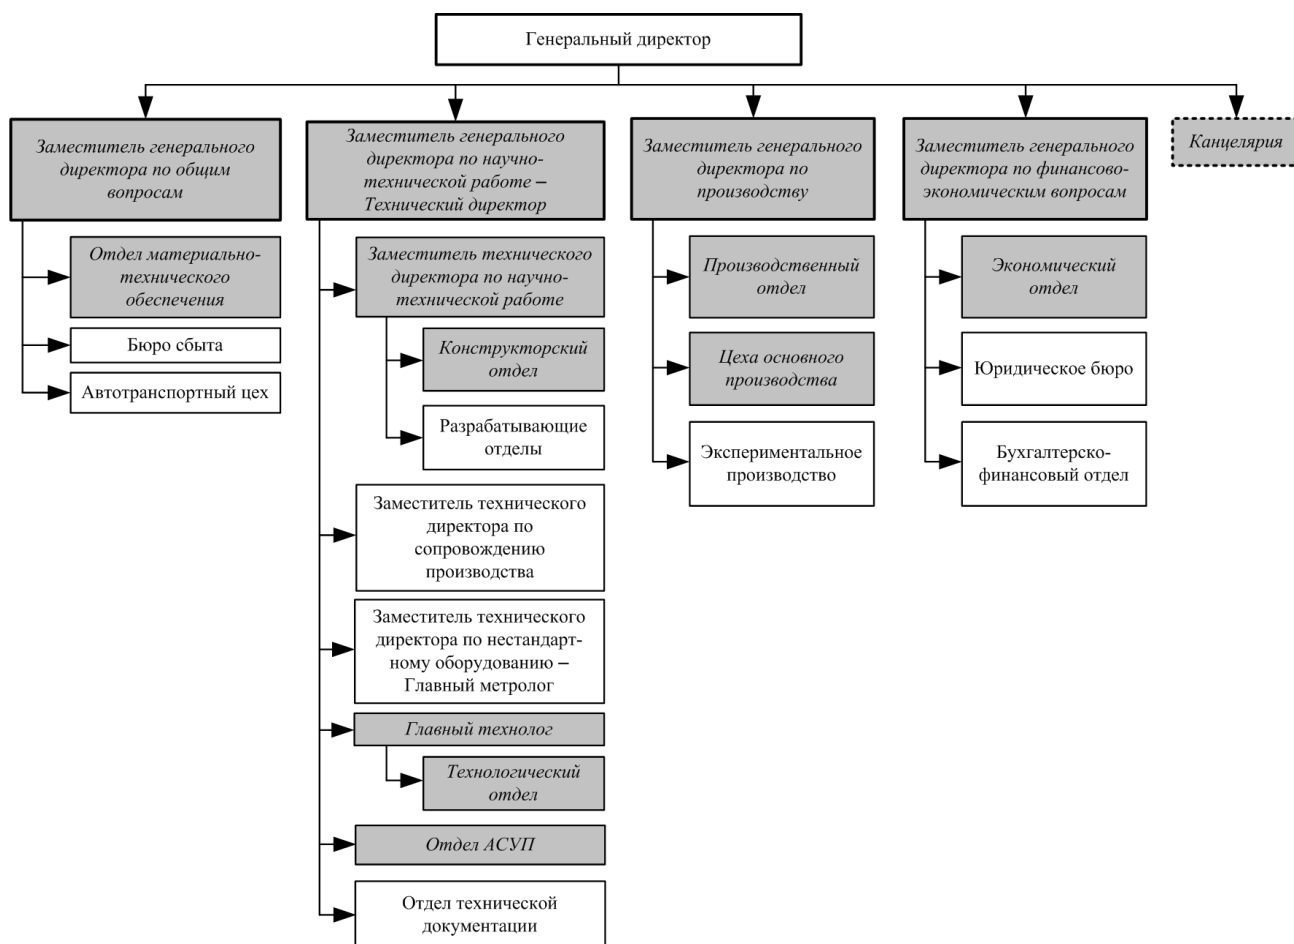 Генеральный директор
Заместитель генерального
директора по общим
вопросам
Заместитель генерального
директора по научно-
технической работе –
Технический директор
Заместитель генерального
директора по
производству
Заместитель генерального
директора по финансово-
экономическим вопросам
Канцелярия
Отдел материально-
технического
обеспечения
Бюро сбыта
Автотранспортный цех
Заместитель технического
директора по научно-
технической работе
Конструкторский
отдел
Разрабатывающие
отделы
Заместитель технического
директора по
сопровождению
производства
Заместитель технического
директора по нестандарт-
ному оборудованию –
Главный метролог
Главный технолог
Технологический
отдел
Отдел АСУП
Отдел технической
документации
Производственный
отдел
Цеха основного
производства
Экспериментальное
производство
Экономический
отдел
Юридическое бюро
Бухгалтерско-
финансовый отдел